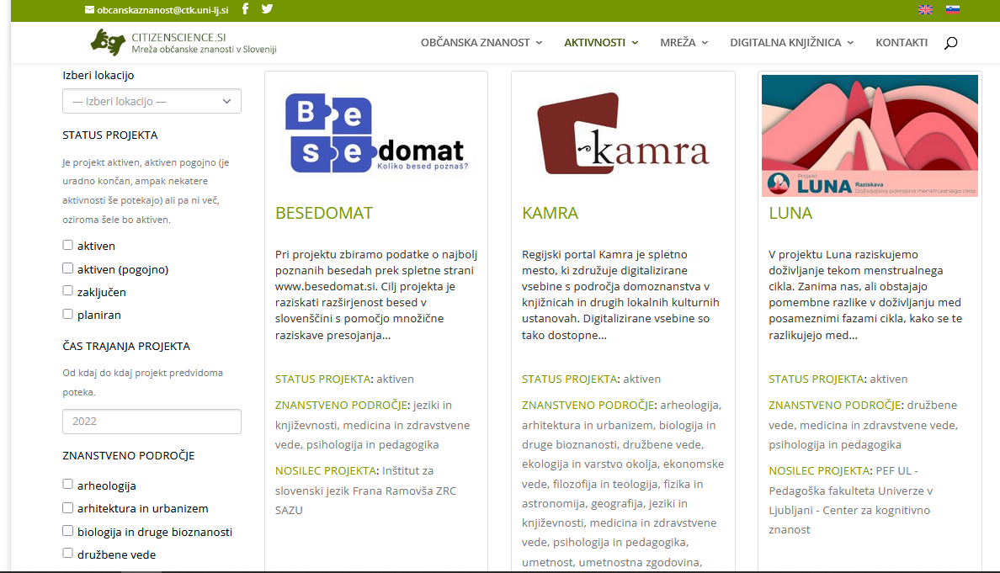 obcanskaznanost@ctk.uni-lj.si
CITIZENSCIENCE.SI
Mreža občanske znanosti v Sloveniji
OBČANSKA ZNANOST
AKTIVNOSTI
MREŽA
DIGITALNA KNJIŽNICA
KONTAKTI
Izberi lokacijo
— Izberi lokacijo —
STATUS PROJEKTA
Je projekt aktiven, aktiven pogojno (je
uradno končan, ampak nekatere
aktivnosti še potekajo) ali pa ni več,
oziroma šele bo aktiven.
aktiven
aktiven (pogojno)
zaključen
planiran
ČAS TRAJANJA PROJEKTA
Od kdaj do kdaj projekt predvidoma
poteka.
2022
ZNANSTVENO PODROČJE
arheologija
arhitektura in urbanizem
biologija in druge bioznanosti
družbene vede
Besedomat
Koliko besed poznaš?
BESEDOMAT
Pri projektu zbiramo podatke o najbolj
poznanih besedah prek spletne strani
www.besedomat.si. Cilj projekta je
raziskati razširjenost besed v
slovenščini s pomočjo množične
raziskave presojanja...
STATUS PROJEKTA: aktiven
ZNANSTVENO PODROČJE: jeziki in
književnosti, medicina in zdravstvene
vede, psihologija in pedagogika
NOSILEC PROJEKTA: Inštitut za
slovenski jezik Frana Ramovša ZRC
SAZU
kamra
KAMRA
Regijski portal Kamra je spletno
mesto, ki združuje digitalizirane
vsebine s področja domoznanstva v
knjižnicah in drugih lokalnih kulturnih
ustanovah. Digitalizirane vsebine so
tako dostopne...
STATUS PROJEKTA: aktiven
ZNANSTVENO PODROČJE: arheologija,
arhitektura in urbanizem, biologija in
druge bioznanosti, družbene vede,
ekologija in varstvo okolja, ekonomske
vede, filozofija in teologija, fizika in
astronomija, geografija, jeziki in
književnosti, medicina in zdravstvene
vede, psihologija in pedagogika,
umetnost, umetnostna zgodovina,
Projekt
LUNA Raziskava
Doživljajska pokrajina menstrualnega cikla
LUNA
V projektu Luna raziskujemo
doživljanje tekom menstrualnega
cikla. Zanima nas, ali obstajajo
pomembne razlike v doživljanju med
posameznimi fazami cikla, kako se te
razlikujejo med...
STATUS PROJEKTA: aktiven
ZNANSTVENO PODROČJE: družbene
vede, medicina in zdravstvene vede,
psihologija in pedagogika
NOSILEC PROJEKTA: PEF UL -
Pedagoška fakulteta Univerze v
Ljubljani - Center za kognitivno
znanost